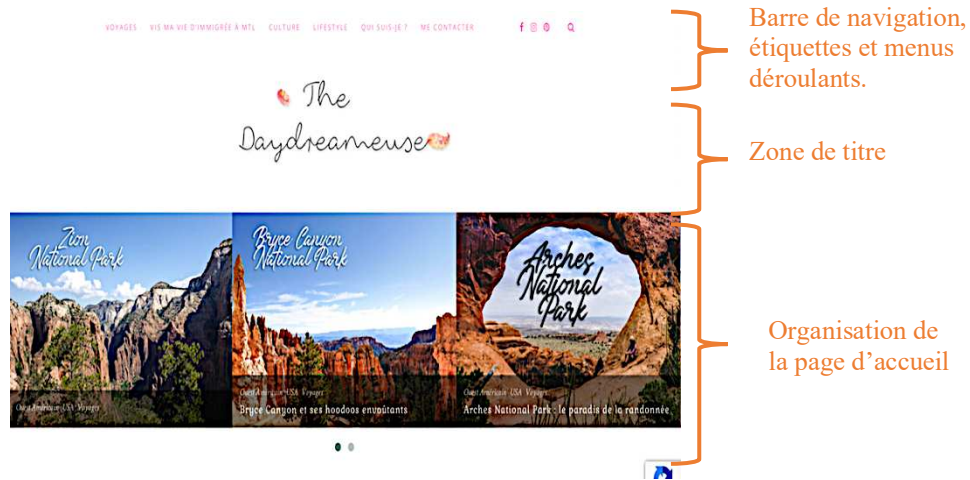 VOYAGES VIS MA VIE D'IMMIGRÉE À MTL CULTURE LIFESTYLE QUI SUIS-JE ? ME CONTACTER
Barre de navigation,
étiquettes et menus
déroulants.
The
Daydreameuse
Zone de titre
Zion
National Park
Bryce Canyon
National Park
Arches
National
Park
Organisation de
la page d'accueil
Ouest Américain USA Voyages
Ouest Américain USA Voyages
Bryce Canyon et ses hoodoos envoûtants
Ouest Américain USA Voyages
Arches National Park : le paradis de la randonnée